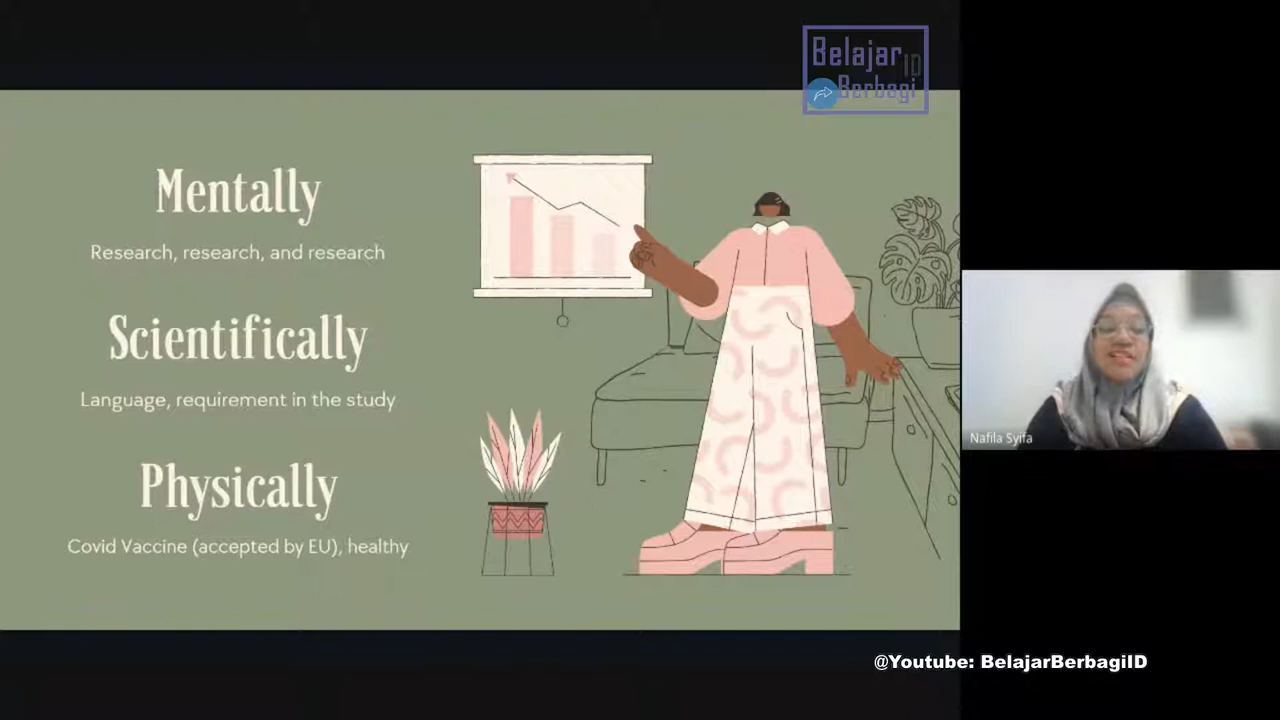 Belajar
ID
Berbagi
Mentally
Research, research, and research
Scientifically
Language, requirement in the study
Physically
Covid Vaccine (accepted by EU), healthy
Nafila Syifa
@Youtube: BelajarBerbagiID